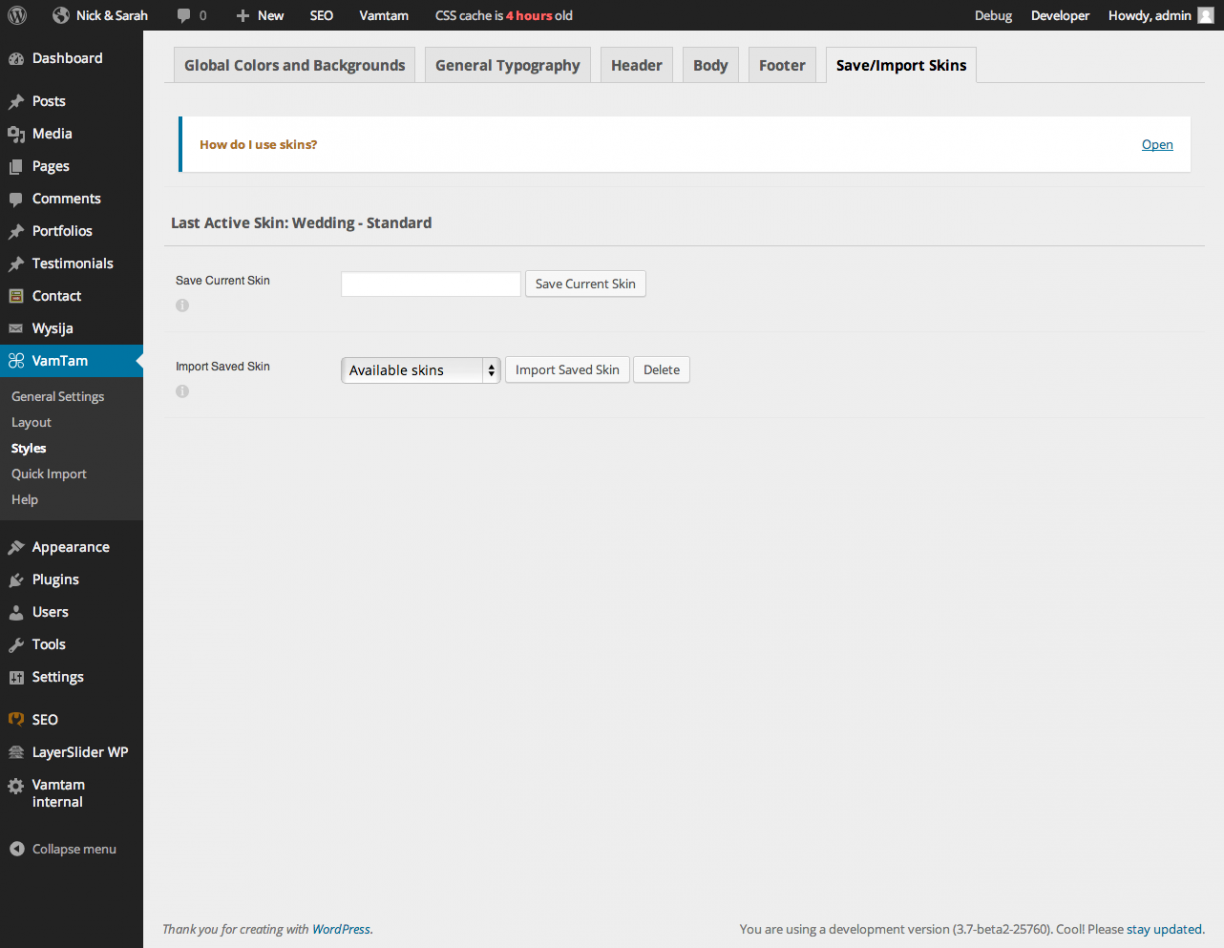 Nick & Sarah 0 New SEO Vamtam CSS cache is 4 hours old Debug Developer Howdy, admin
Dashboard
Posts
Media
Pages
Comments
Portfolios
Testimonials
Contact
Wysija
VamTam
General Settings
Layout
Styles
Quick Import
Help
Appearance
Plugins
Users
Tools
Settings
SEO
LayerSlider WP
Vamtam
internal
Collapse menu
Global Colors and Backgrounds General Typography Header Body Footer Save/Import Skins
How do I use skins? Open
Last Active Skin: Wedding - Standard
Save Current Skin Save Current Skin
Import Saved Skin Available skins Import Saved Skin Delete
Thank you for creating with WordPress. You are using a development version (3.7-beta2-25760). Cool! Please stay updated.